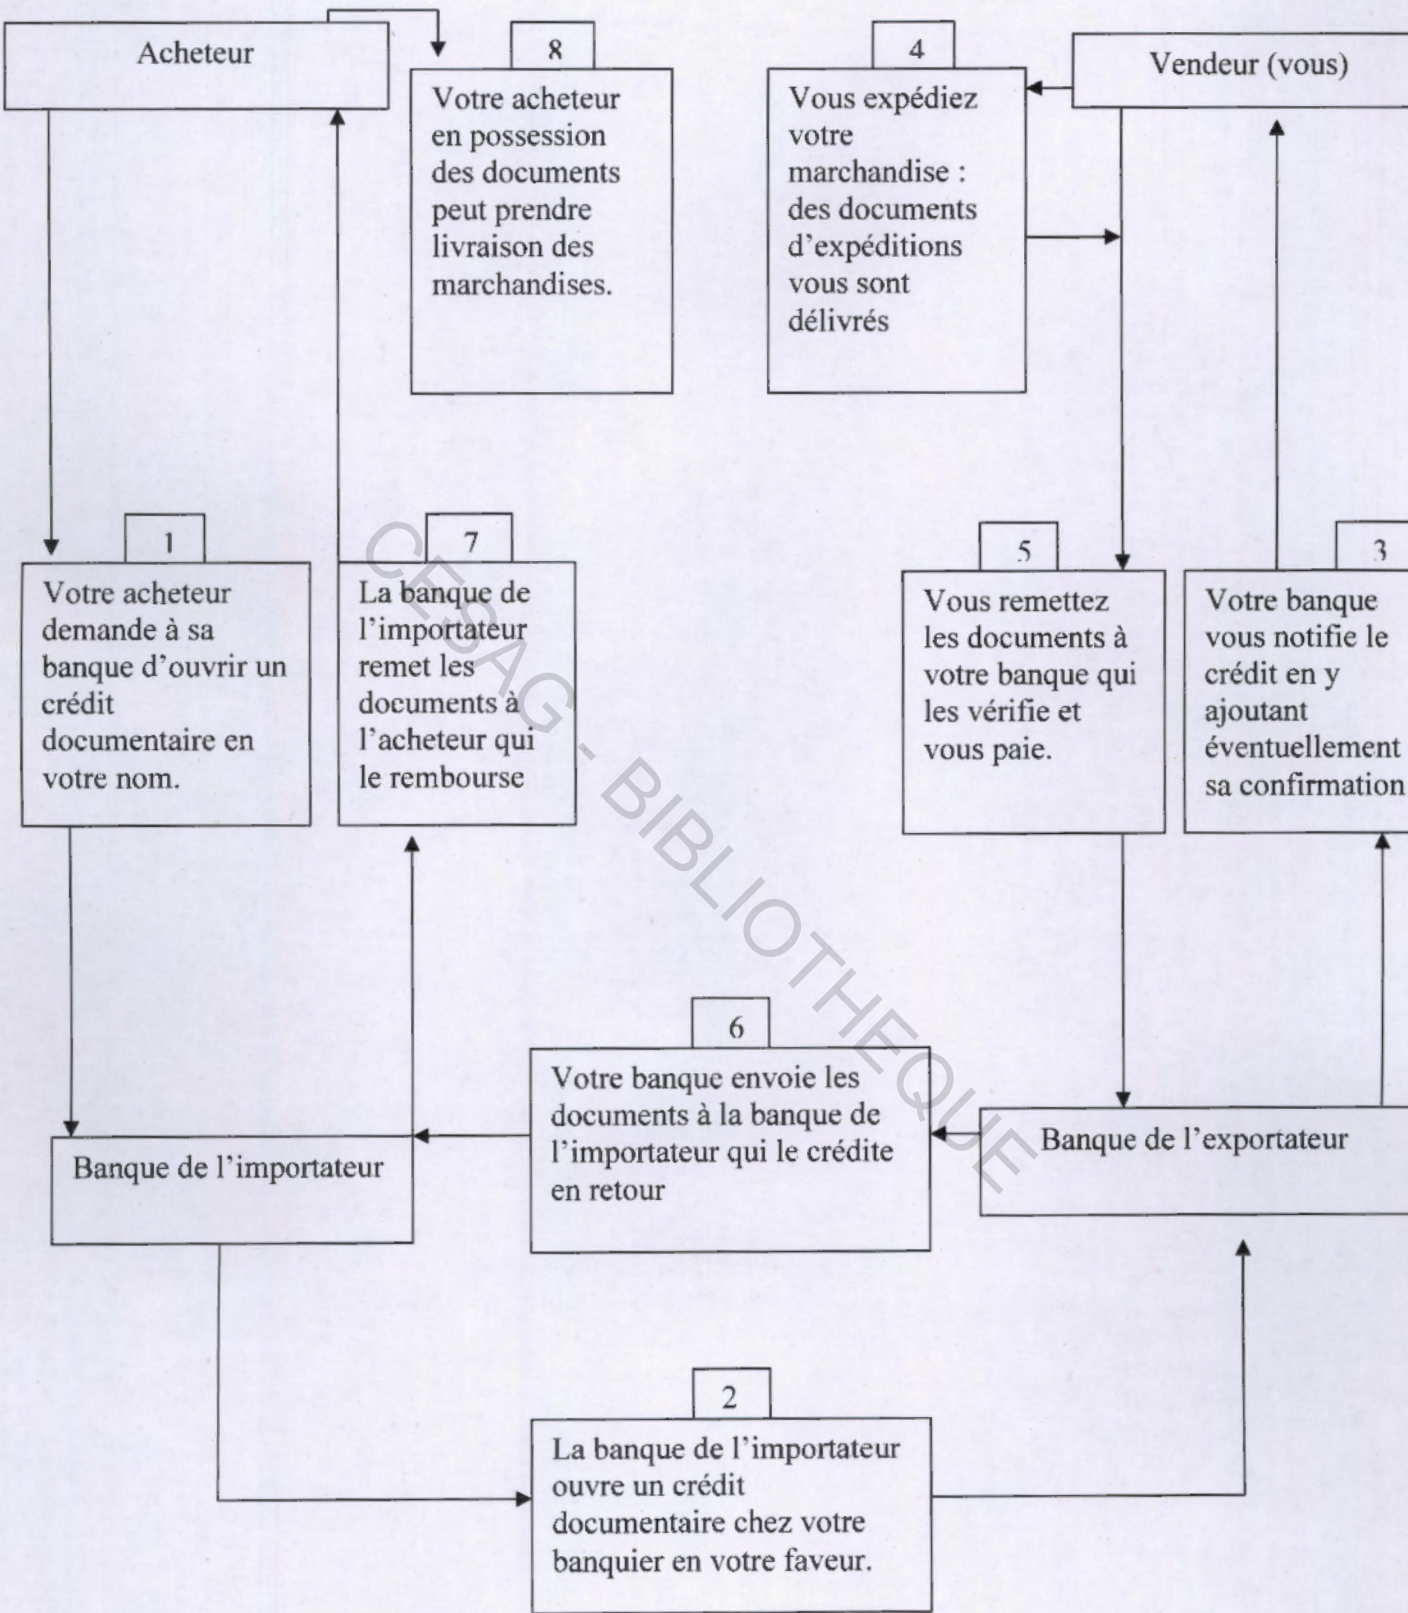 Acheteur
8
Votre acheteur
en possession
des documents
peut prendre
livraison des
marchandises.
4
Vous expédiez
votre
marchandise :
des documents
d’expéditions
vous sont
délivrés
Vendeur (vous)
1
Votre acheteur
demande à sa
banque d’ouvrir un
crédit
documentaire en
votre nom.
7
La banque de
l’importateur
remet les
documents à
l’acheteur qui
le rembourse
5
Vous remettez
les documents à
votre banque qui
les vérifie et
vous paie.
3
Votre banque
vous notifie le
crédit en y
ajoutant
éventuellement
sa confirmation
6
Votre banque envoie les
documents à la banque de
l’importateur qui le crédite
en retour
Banque de l’importateur
Banque de l’exportateur
2
La banque de l’importateur
ouvre un crédit
documentaire chez votre
banquier en votre faveur.
CESAG - BIBLIOTHEQUE